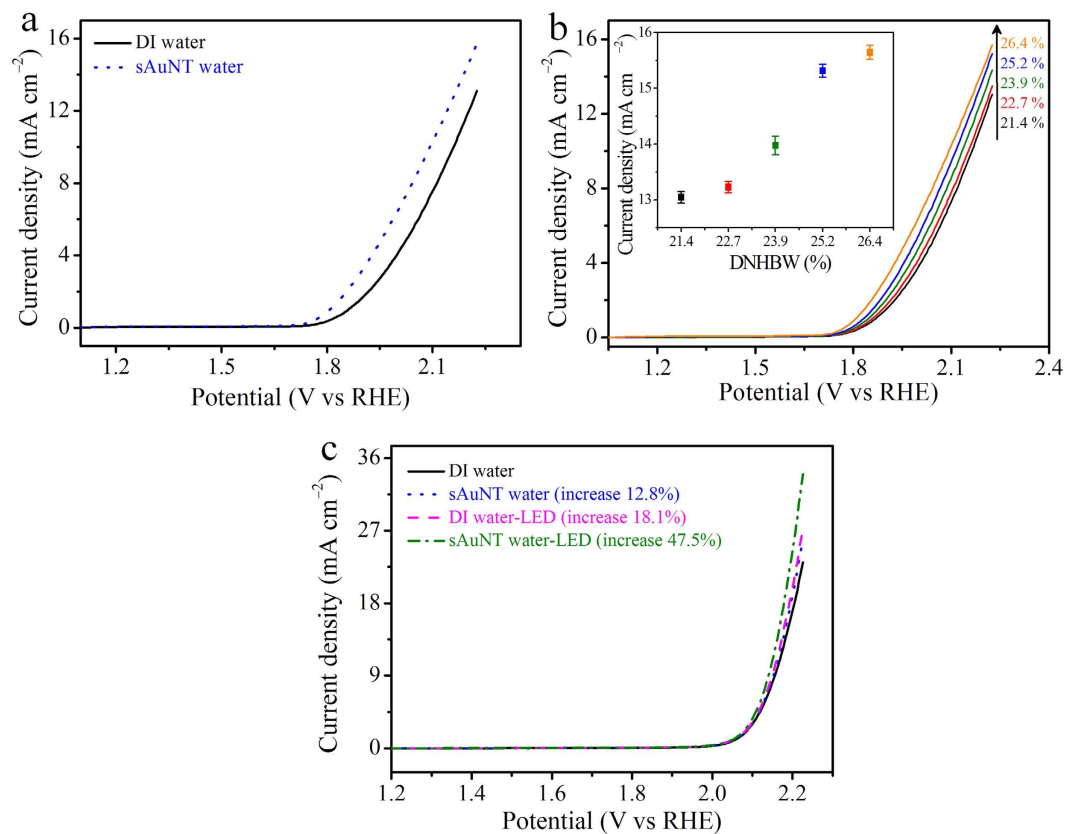 a
16
12
8
4
0
DI water
sAuNT water
Current density (mA cm⁻²)
1.2
1.5
1.8
2.1
Potential (V vs RHE)
b
16
14
12
10
8
6
4
2
0
Current density (mA cm⁻²)
16
15
14
13
Current density (mA cm⁻²)
21.4
22.7
23.9
25.2
26.4
DNHBW (%)
26.4 %
25.2 %
23.9 %
22.7 %
21.4 %
1.2
1.5
1.8
2.1
2.4
Potential (V vs RHE)
c
36
27
18
9
0
DI water
sAuNT water (increase 12.8%)
DI water-LED (increase 18.1%)
sAuNT water-LED (increase 47.5%)
Current density (mA cm⁻²)
1.2
1.4
1.6
1.8
2.0
2.2
Potential (V vs RHE)